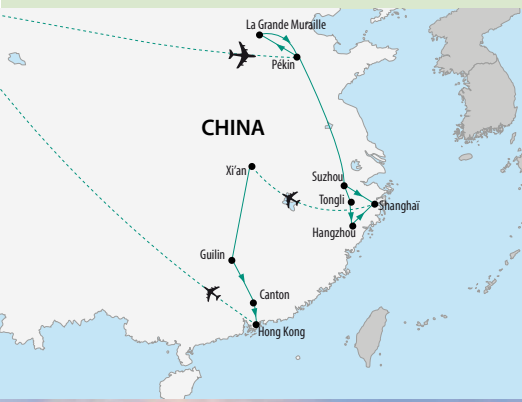 La Grande Muraille
Pékin
CHINA
Xi'an
Suzhou
Tongli
Shanghaï
Hangzhou
Guilin
Canton
Hong Kong